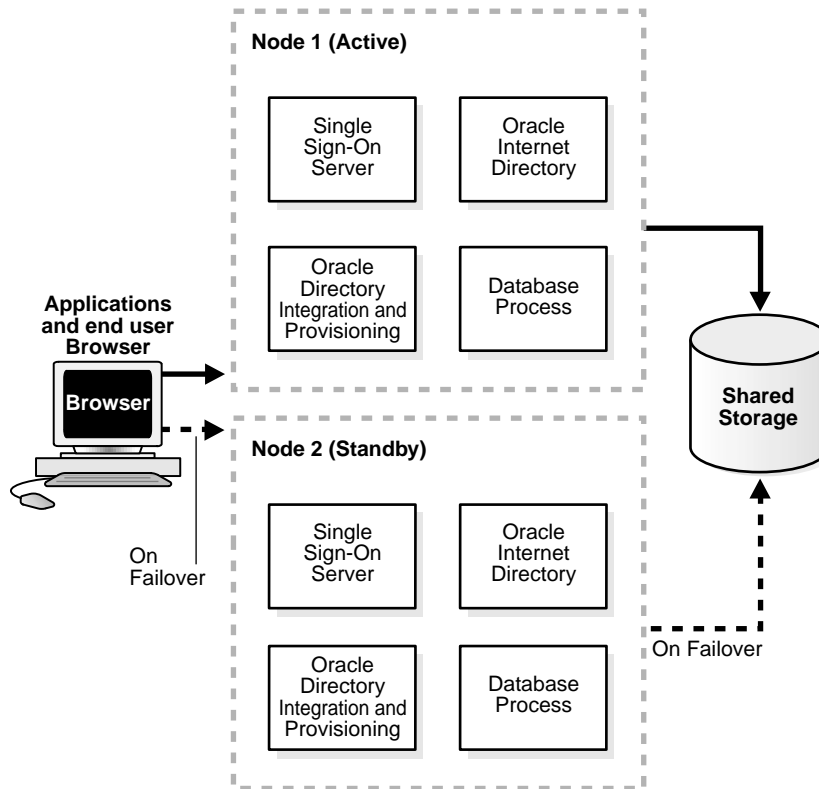 Node 1 (Active)
Single
Sign-On
Server
Oracle
Internet
Directory
Oracle
Directory
Integration and
Provisioning
Database
Process
Applications
and end user
Browser
Browser
Shared
Storage
Node 2 (Standby)
Single
Sign-On
Server
Oracle
Internet
Directory
On
Failover
Oracle
Directory
Integration and
Provisioning
Database
Process
On Failover